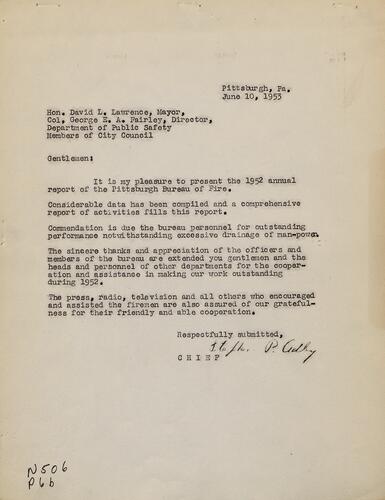 Pittsburgh, Pa.
June 10, 1953
Hon. David L. Lawrence, Mayor,
Col. George E. A. Fairley, Director,
Department of Public Safety
Members of City Council
Gentlemen:
It is my pleasure to present the 1952 annual
report of the Pittsburgh Bureau of Fire.
Considerable data has been compiled and a comprehensive
report of activities fills this report.
Commendation is due the bureau personnel for outstanding
performance notwithstanding excessive drainage of man-power.
The sincere thanks and appreciation of the officers and
members of the bureau are extended you gentlemen and the
heads and personnel of other departments for the cooper-
ation and assistance in making our work outstanding
during 1952.
The press, radio, television and all others who encouraged
and assisted the firemen are also assured of our grateful-
ness for their friendly and able cooperation.
Respectfully submitted,
P.
C H I E F
N506
P6b